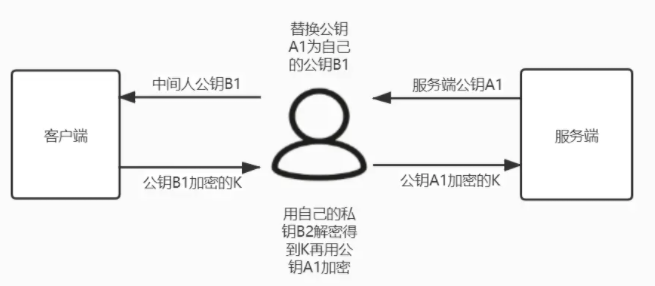 替换公钥
A1为自己
的公钥B1
中间人公钥B1
服务端公钥A1
客户端
服务端
公钥B1加密的K
公钥A1加密的K
用自己的私
钥B2解密得
到K再用公
钥A1加密